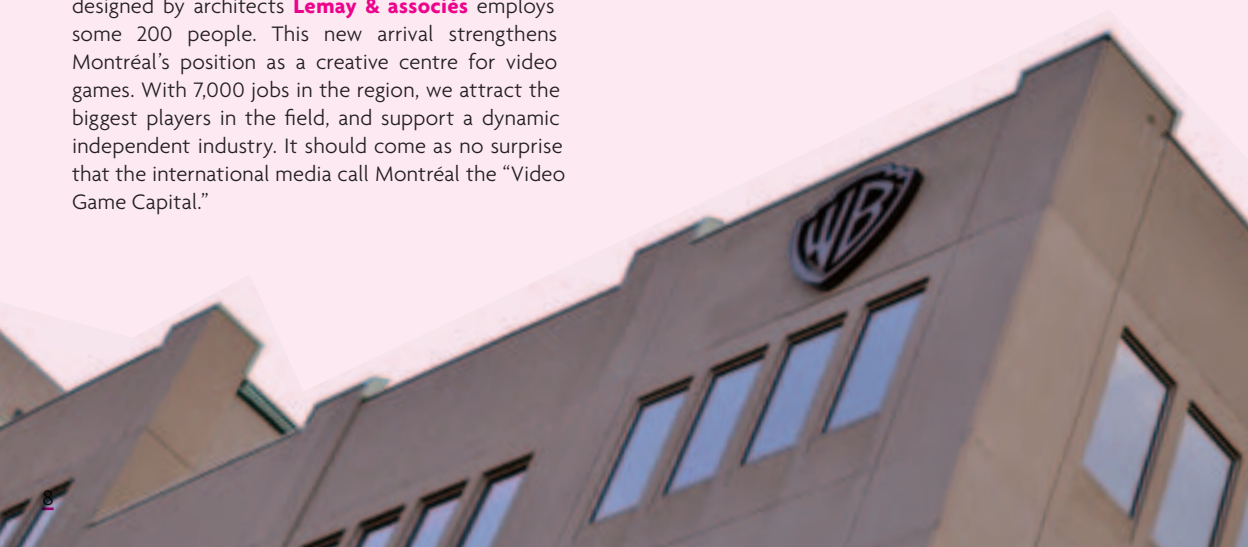 designed by architects Lemay & associés employs
some 200 people. This new arrival strengthens
Montréal’s position as a creative centre for video
games. With 7,000 jobs in the region, we attract the
biggest players in the field, and support a dynamic
independent industry. It should come as no surprise
that the international media call Montréal the “Video
Game Capital.”
WB
8